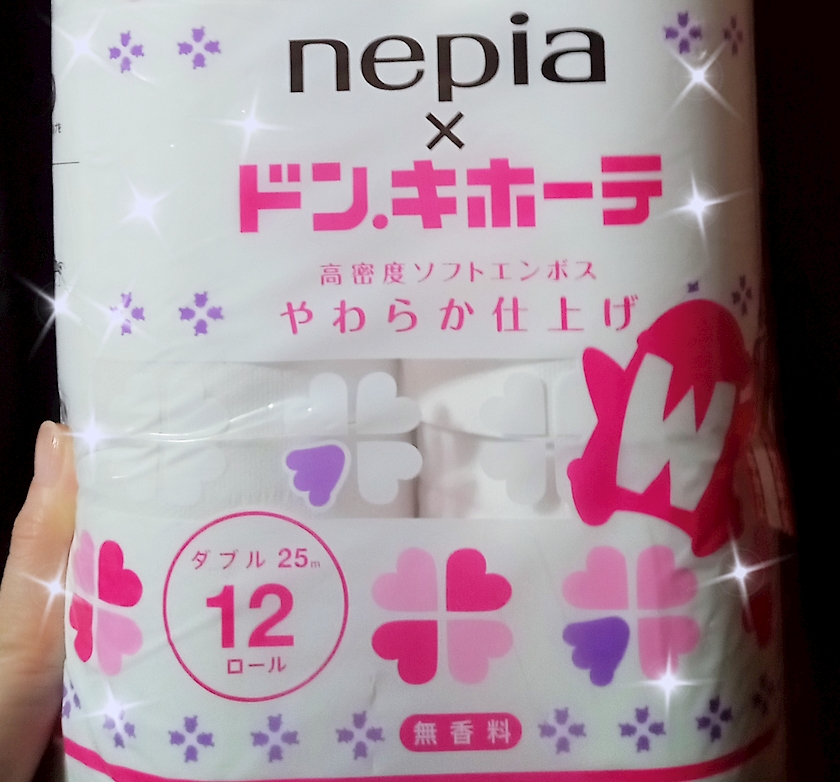 nepia
×
ドン.キホーテ
高密度ソフトエンボス
やわらか仕上げ
W
ダブル 25m
12
ロール
無香料